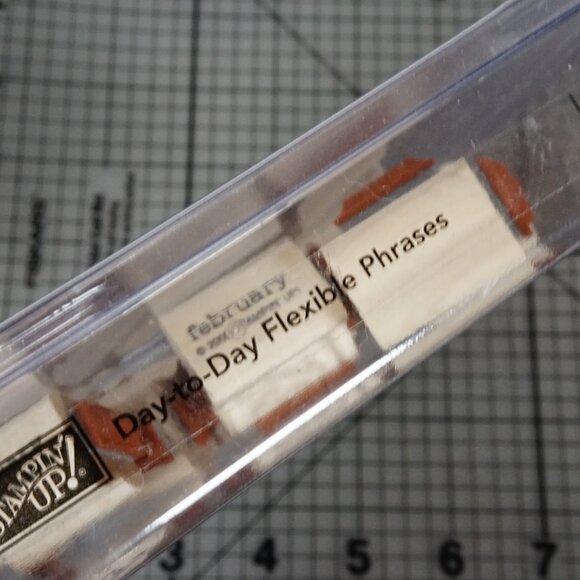 february
Day-to-Day Flexible Phrases
STAMPIN'
UP!
3 4 5 6 7